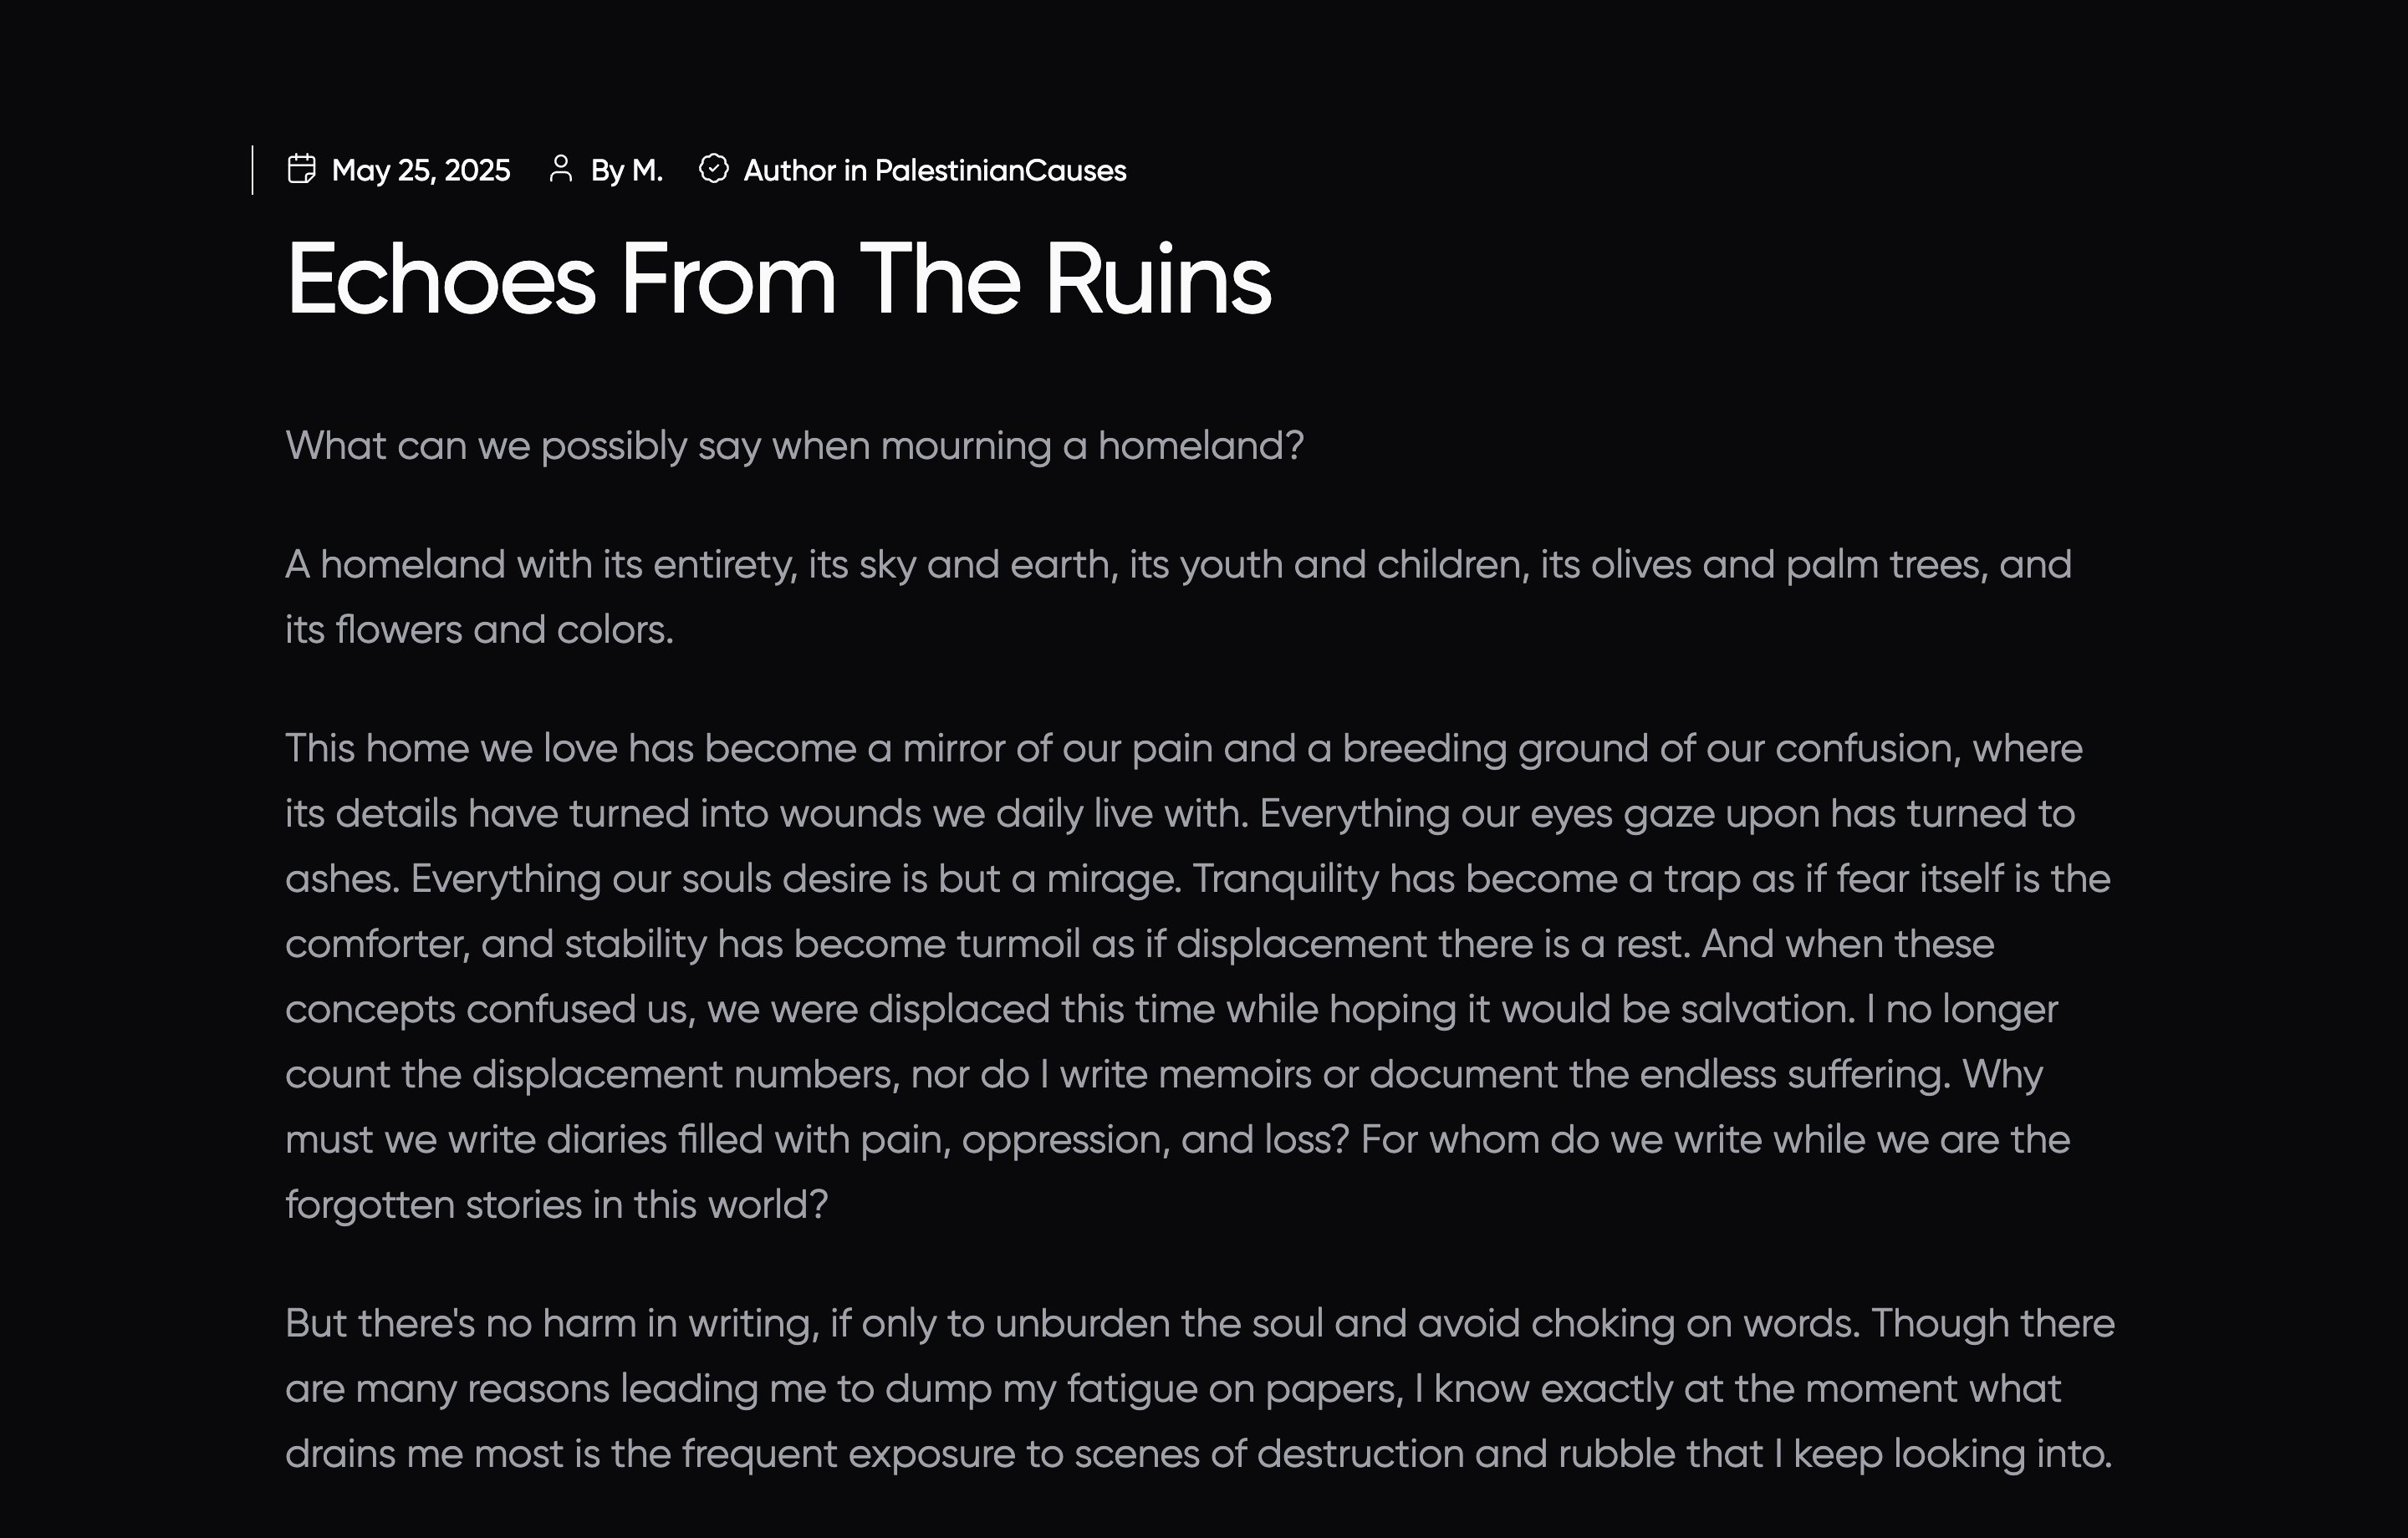 May 25, 2025 By M. Author in PalestinianCauses
Echoes From The Ruins
What can we possibly say when mourning a homeland?
A homeland with its entirety, its sky and earth, its youth and children, its olives and palm trees, and
its flowers and colors.
This home we love has become a mirror of our pain and a breeding ground of our confusion, where
its details have turned into wounds we daily live with. Everything our eyes gaze upon has turned to
ashes. Everything our souls desire is but a mirage. Tranquility has become a trap as if fear itself is the
comforter, and stability has become turmoil as if displacement there is a rest. And when these
concepts confused us, we were displaced this time while hoping it would be salvation. I no longer
count the displacement numbers, nor do I write memoirs or document the endless suffering. Why
must we write diaries filled with pain, oppression, and loss? For whom do we write while we are the
forgotten stories in this world?
But there's no harm in writing, if only to unburden the soul and avoid choking on words. Though there
are many reasons leading me to dump my fatigue on papers, I know exactly at the moment what
drains me most is the frequent exposure to scenes of destruction and rubble that I keep looking into.